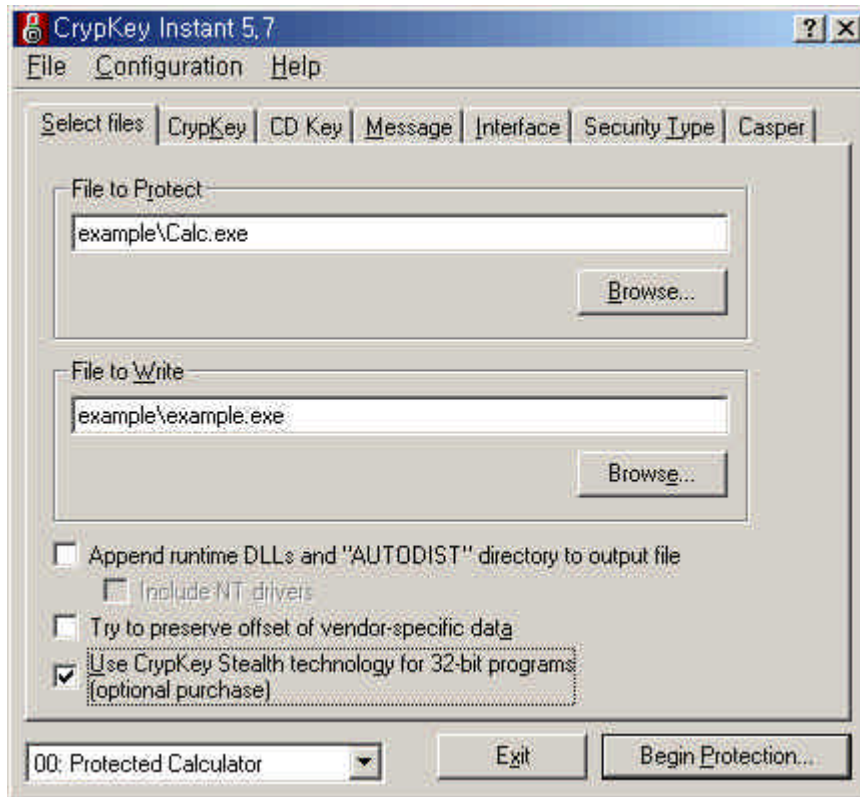 CrypKey Instant 5,7
File Configuration Help
Select files CrypKey CD Key Message Interface Security Type Casper
File to Protect
example\Calc.exe
Browse...
File to Write
example\example.exe
Browse...
Append runtime DLLs and "AUTODIST" directory to output file
Include NT drivers
Try to preserve offset of vendor-specific data
Use CrypKey Stealth technology for 32-bit programs
(optional purchase)
00: Protected Calculator Exit Begin Protection...